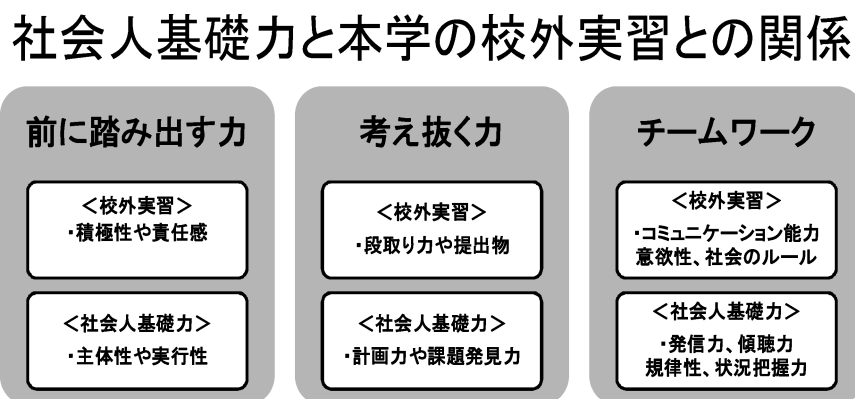 社会人基礎力と本学の校外実習との関係
前に踏み出す力
<校外実習>
・積極性や責任感
<社会人基礎力>
・主体性や実行性
考え抜く力
<校外実習>
・段取り力や提出物
<社会人基礎力>
・計画力や課題発見力
チームワーク
<校外実習>
・コミュニケーション能力
意欲性、社会のルール
<社会人基礎力>
・発信力、傾聴力
規律性、状況把握力